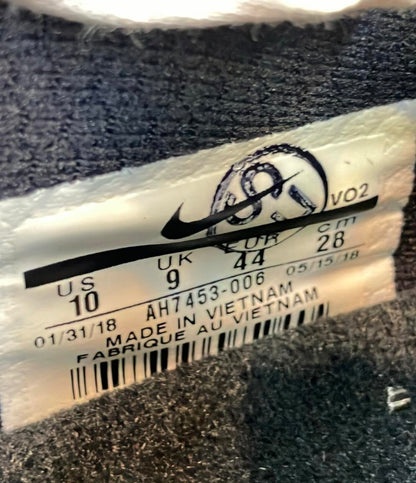 VO2
US UK EUR cm
10 9 44 28
01/31/18 AH7453-006 05/15/18
MADE IN VIETNAM
FABRIQUE AU VIETNAM